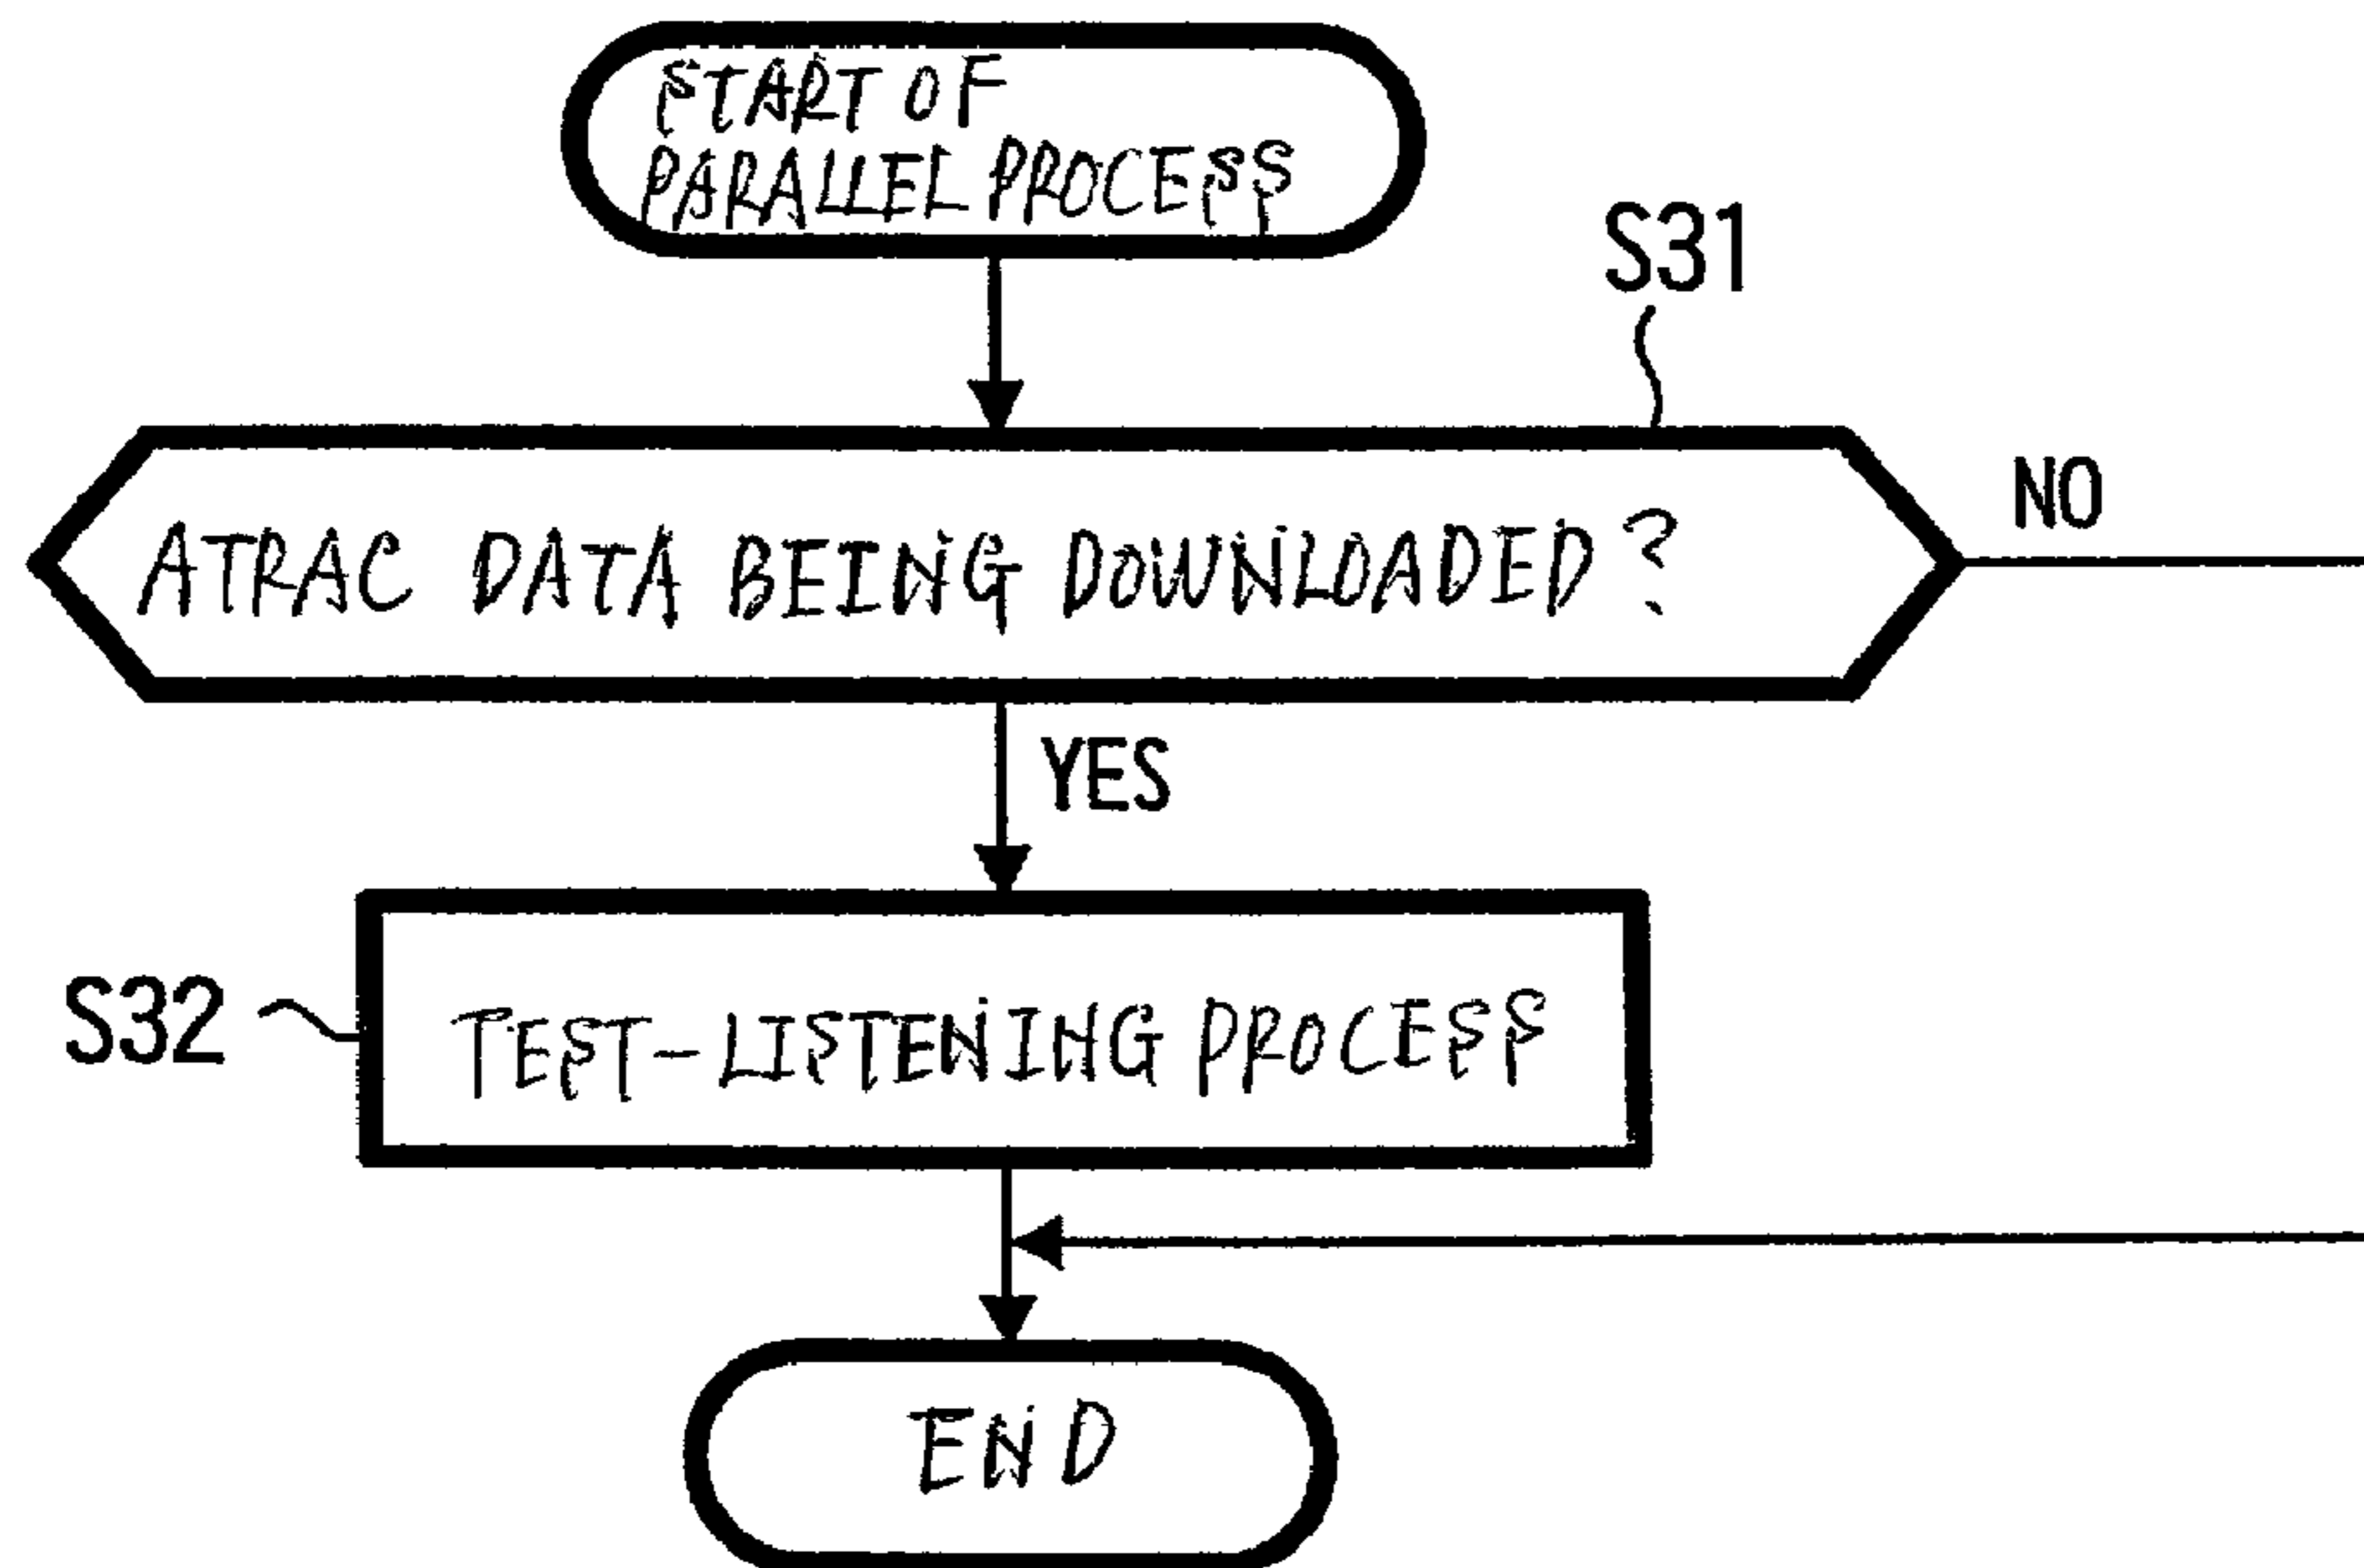 START OF
PARALLEL PROCESS
S31
NO
ATRAC DATA BEING DOWNLOADED?
YES
S32
TEST-LISTENING PROCESS
END